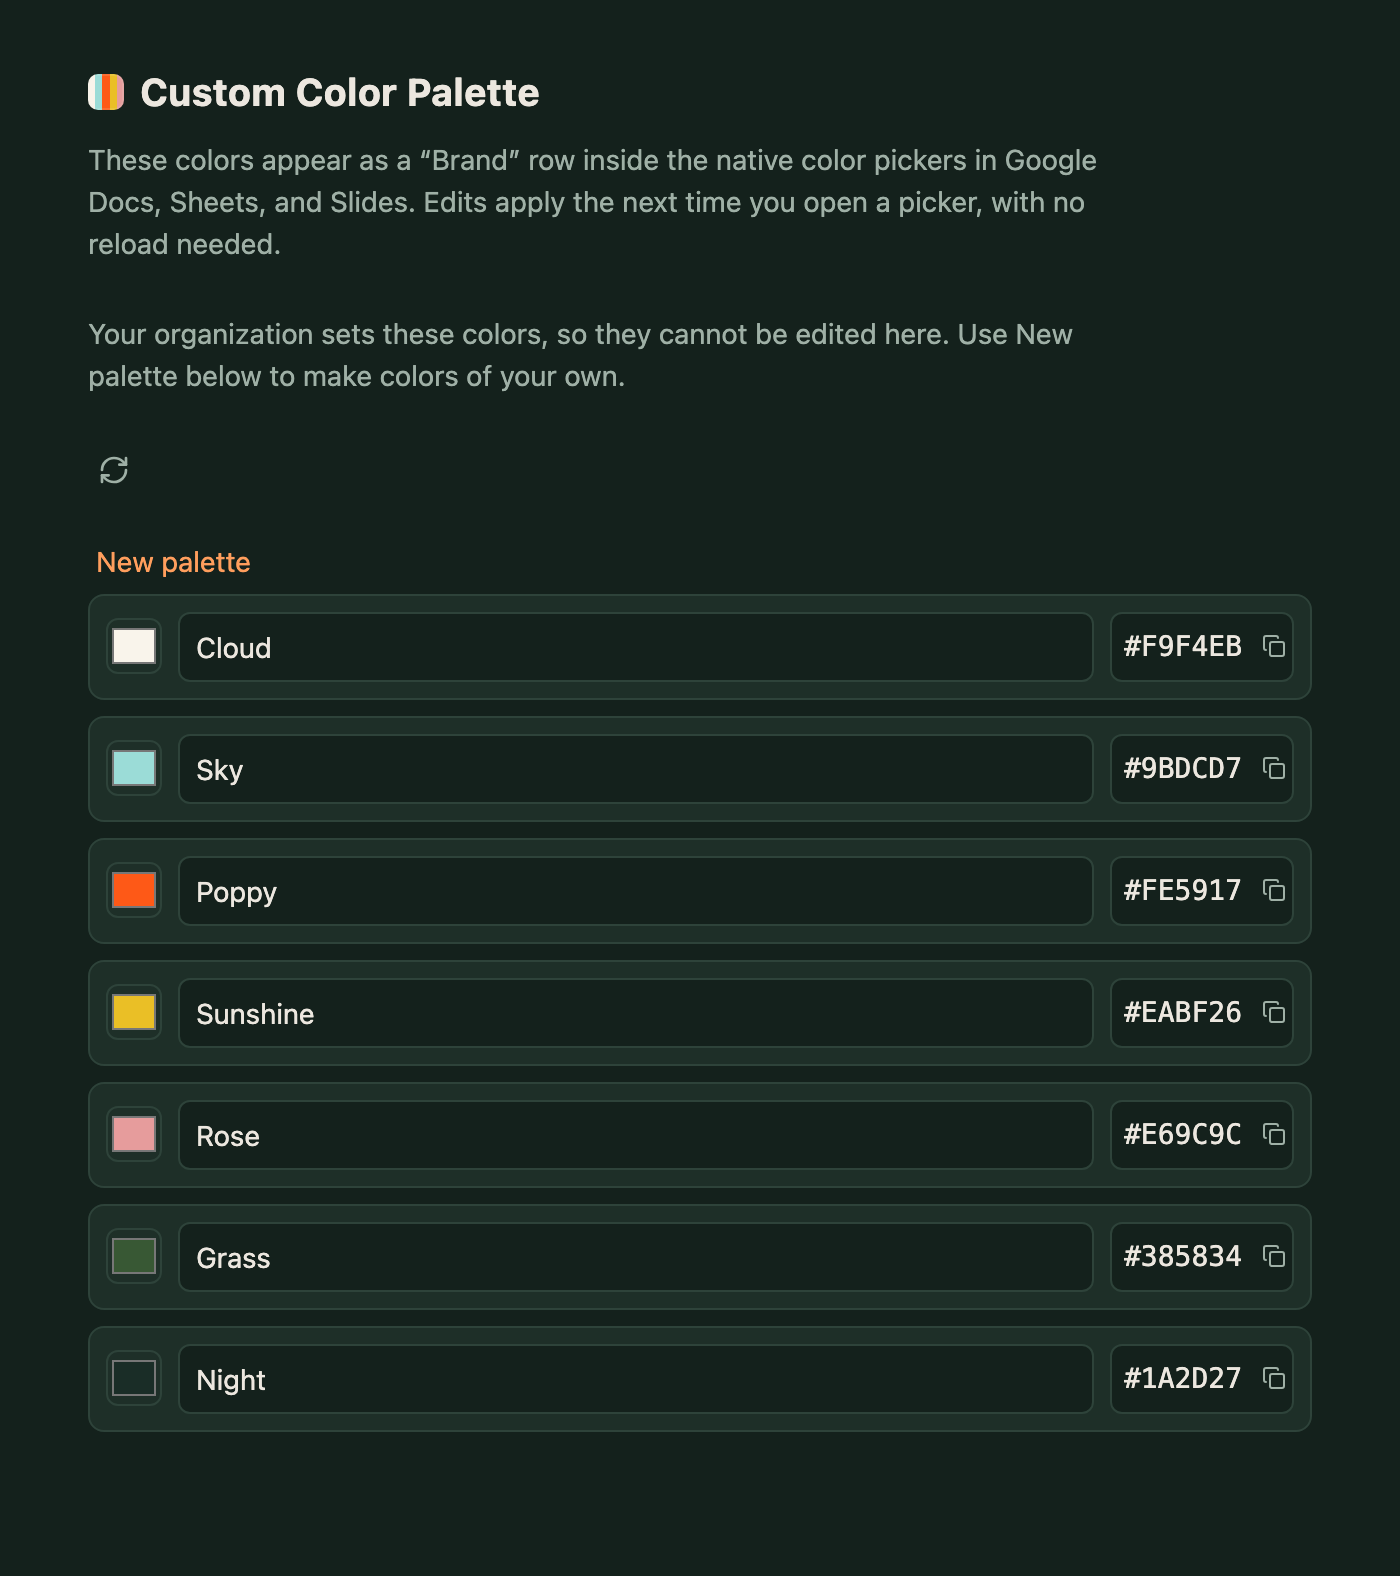 Custom Color Palette
These colors appear as a “Brand” row inside the native color pickers in Google
Docs, Sheets, and Slides. Edits apply the next time you open a picker, with no
reload needed.
Your organization sets these colors, so they cannot be edited here. Use New
palette below to make colors of your own.
New palette
Cloud #F9F4EB
Sky #9BDCD7
Poppy #FE5917
Sunshine #EABF26
Rose #E69C9C
Grass #385834
Night #1A2D27